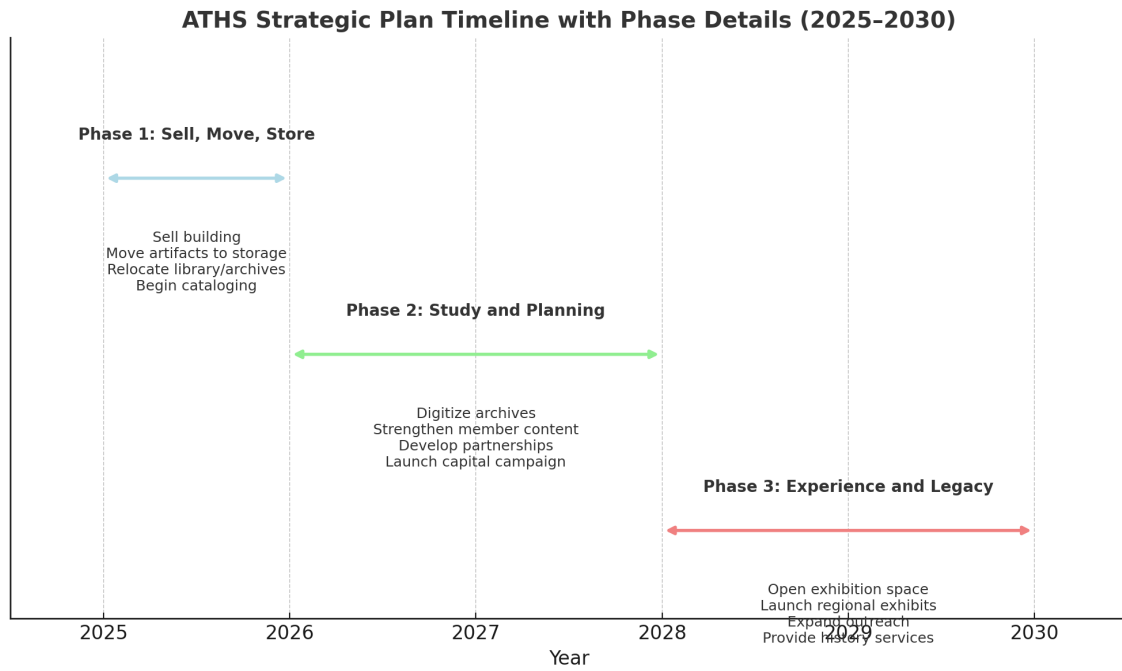 ATHS Strategic Plan Timeline with Phase Details (2025–2030)
Phase 1: Sell, Move, Store
Sell building
Move artifacts to storage
Relocate library/archives
Begin cataloging
Phase 2: Study and Planning
Digitize archives
Strengthen member content
Develop partnerships
Launch capital campaign
Phase 3: Experience and Legacy
Open exhibition space
Launch regional exhibits
Expand outreach
Provide history services
2025 2026 2027 2028 2029 2030
Year